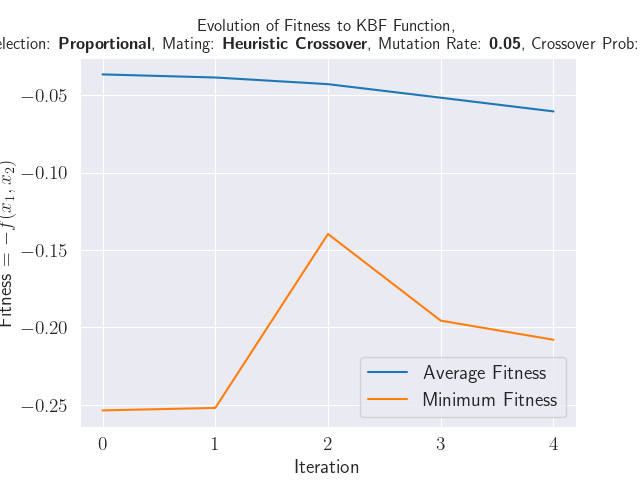 Evolution of Fitness to KBF Function,
election: Proportional, Mating: Heuristic Crossover, Mutation Rate: 0.05, Crossover Prob:
Fitness = −f(x₁, x₂)
−0.05
−0.10
−0.15
−0.20
−0.25
Average Fitness
Minimum Fitness
0 1 2 3 4
Iteration